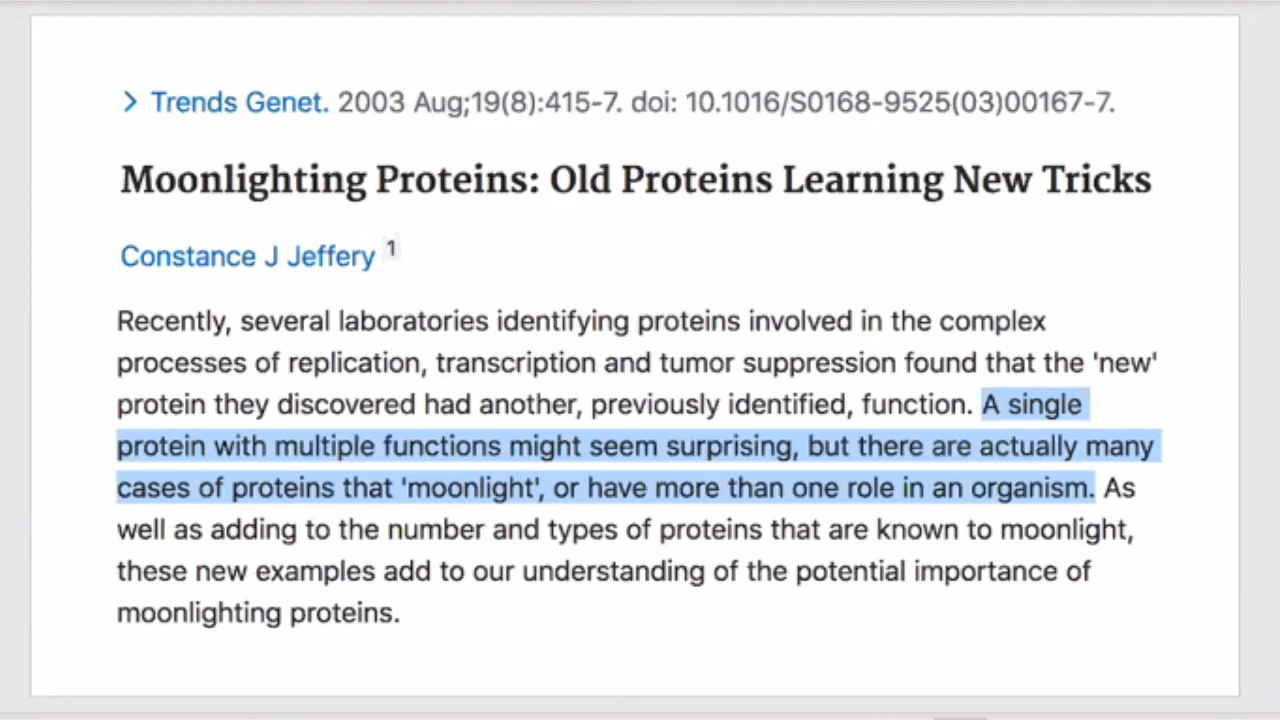 > Trends Genet. 2003 Aug;19(8):415-7. doi: 10.1016/S0168-9525(03)00167-7.
Moonlighting Proteins: Old Proteins Learning New Tricks
Constance J Jeffery 1
Recently, several laboratories identifying proteins involved in the complex
processes of replication, transcription and tumor suppression found that the 'new'
protein they discovered had another, previously identified, function. A single
protein with multiple functions might seem surprising, but there are actually many
cases of proteins that 'moonlight', or have more than one role in an organism. As
well as adding to the number and types of proteins that are known to moonlight,
these new examples add to our understanding of the potential importance of
moonlighting proteins.